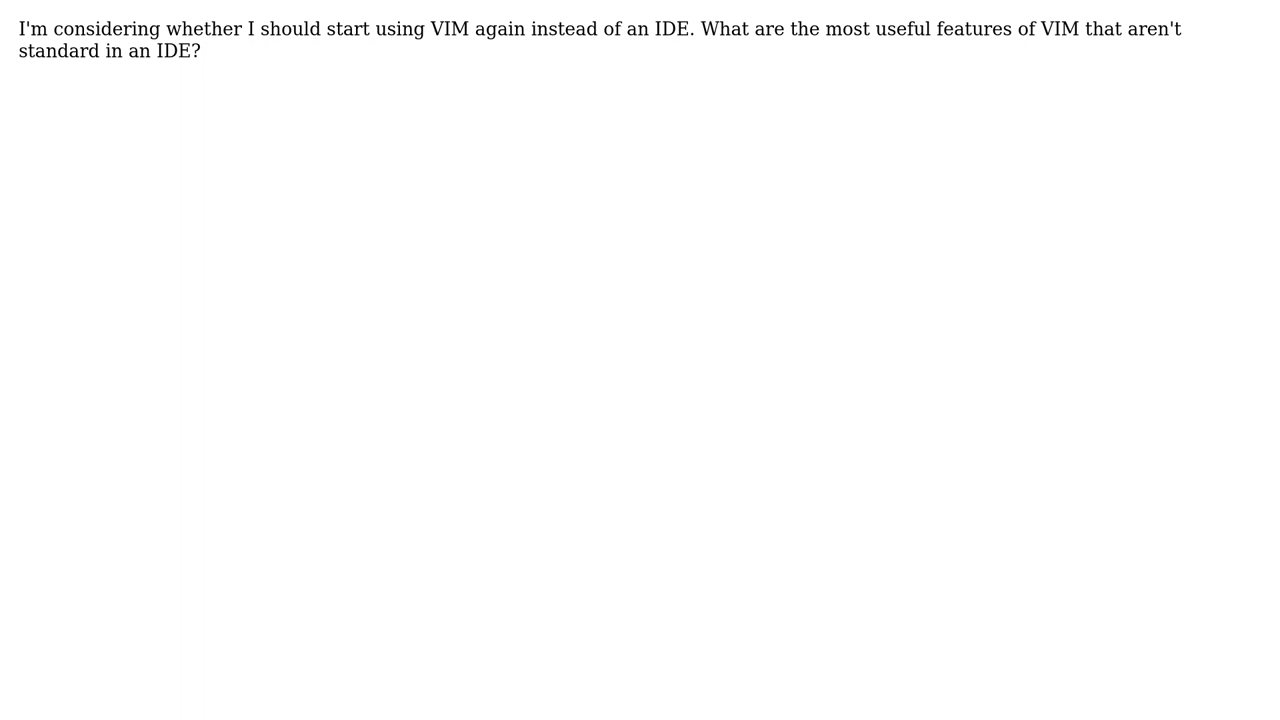 I'm considering whether I should start using VIM again instead of an IDE. What are the most useful features of VIM that aren't
standard in an IDE?